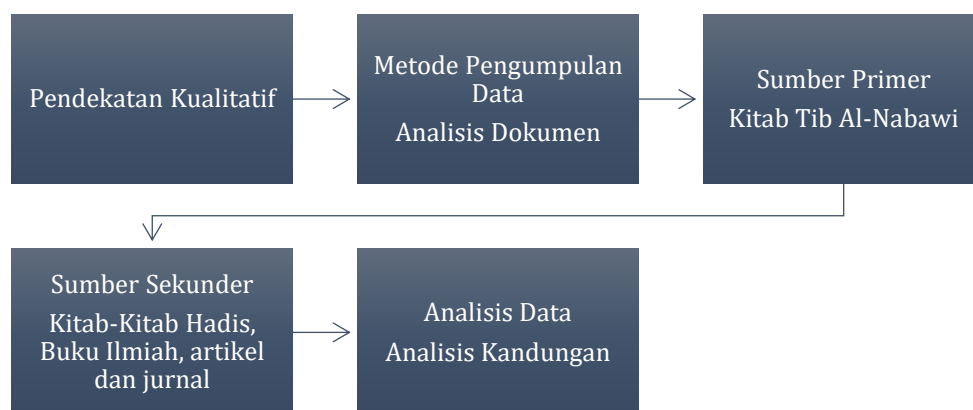 Pendekatan Kualitatif
Metode Pengumpulan
Data
Analisis Dokumen
Sumber Primer
Kitab Tib Al-Nabawi
Sumber Sekunder
Kitab-Kitab Hadis,
Buku Ilmiah, artikel
dan jurnal
Analisis Data
Analisis Kandungan